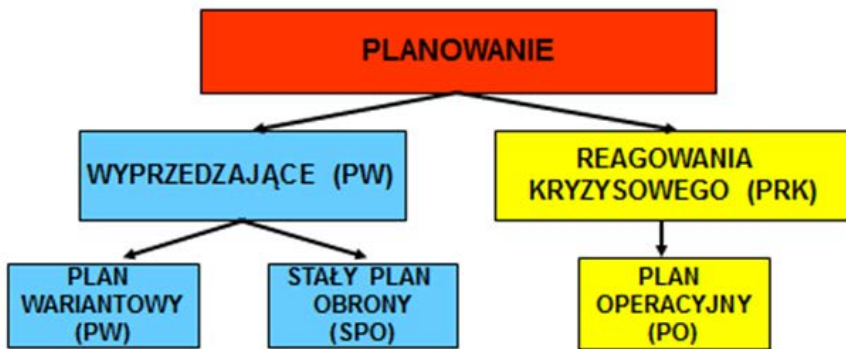 PLANOWANIE
WYPRZEDZAJĄCE (PW)
REAGOWANIA
KRYZYSOWEGO (PRK)
PLAN
WARIANTOWY
(PW)
STAŁY PLAN
OBRONY
(SPO)
PLAN
OPERACYJNY
(PO)